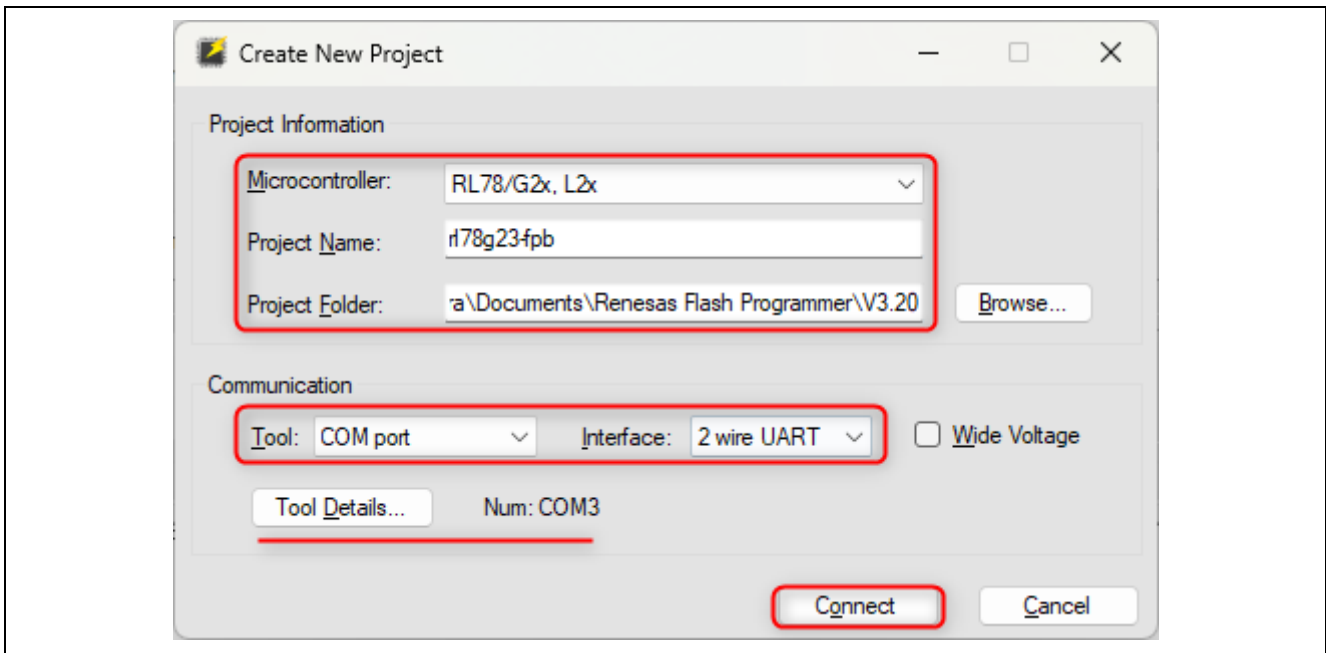 Create New Project
Project Information
Microcontroller: RL78/G2x, L2x
Project Name: rl78g23-fpb
Project Folder: ra\Documents\Renesas Flash Programmer\V3.20 Browse...
Communication
Tool: COM port Interface: 2 wire UART Wide Voltage
Tool Details... Num: COM3
Connect Cancel